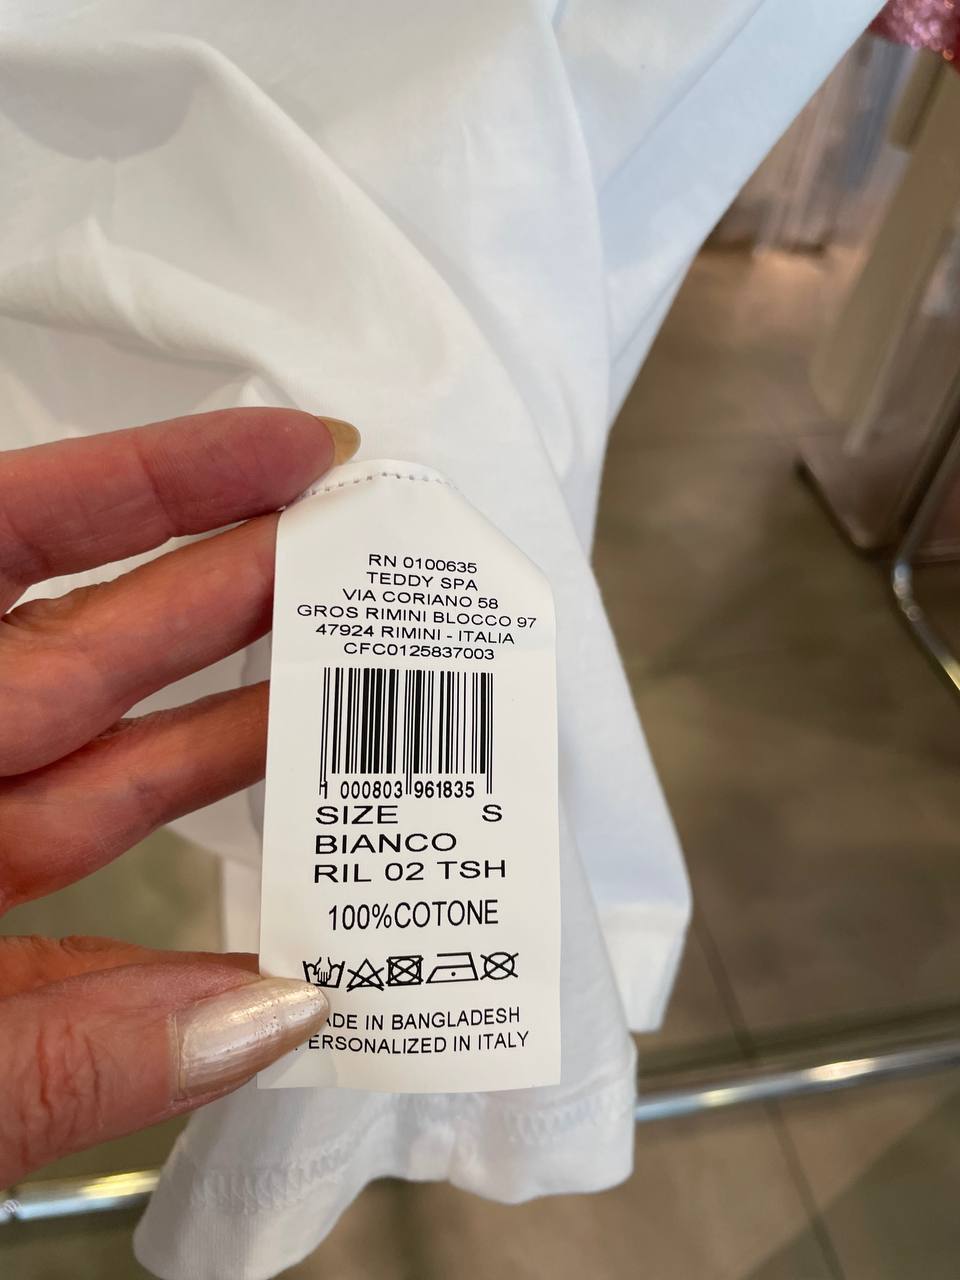 RN 0100635
TEDDY SPA
VIA CORIANO 58
GROS RIMINI BLOCCO 97
47924 RIMINI - ITALIA
CFC0125837003
1 000803 961835
SIZE S
BIANCO
RIL 02 TSH
100%COTONE
ADE IN BANGLADESH
ERSONALIZED IN ITALY